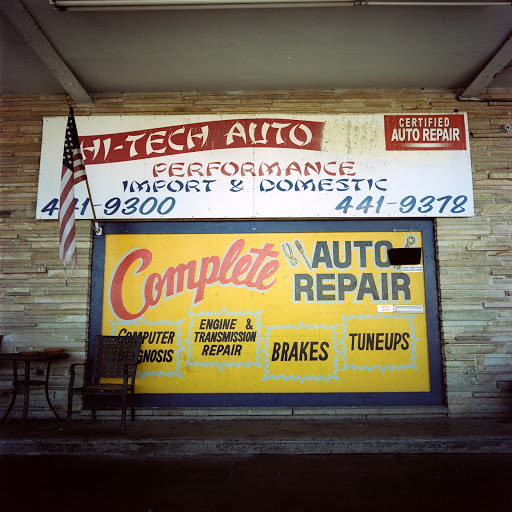 HI-TECH AUTO
CERTIFIED
AUTO REPAIR
PERFORMANCE
IMPORT & DOMESTIC
441-9300
441-9378
Complete
AUTO
REPAIR
COMPUTER
DIAGNOSIS
ENGINE &
TRANSMISSION
REPAIR
BRAKES
TUNEUPS